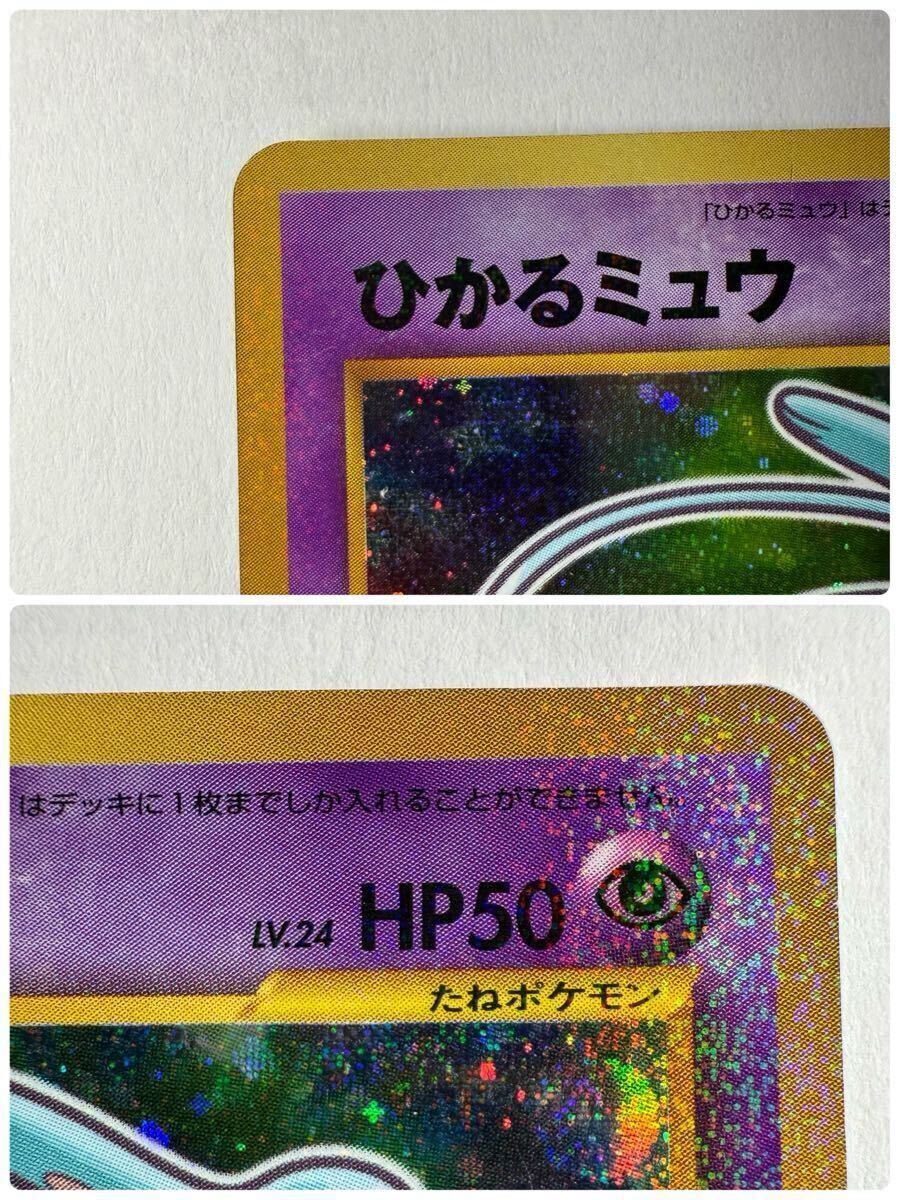 「ひかるミュウ」はデ
ひかるミュウ
はデッキに1枚までしか入れることができません。
LV.24 HP50
たねポケモン